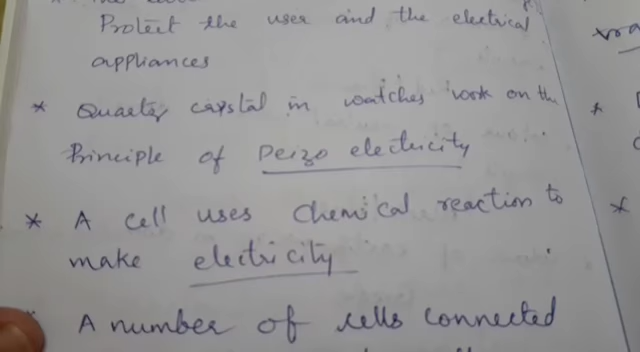 Protect the user and the electrical
appliances
* Quartz crystal in watches work on the
Principle of Peizo electricity
* A cell uses chemical reaction to
make electricity
A number of cells connected